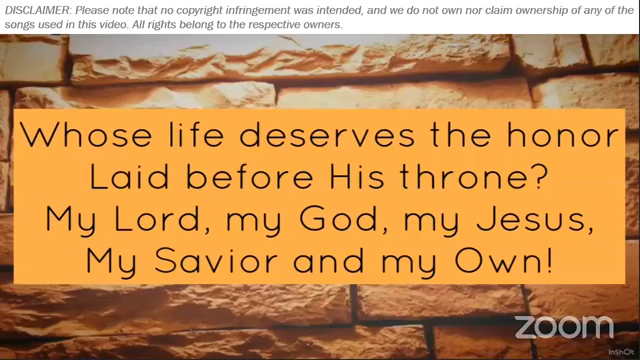 DISCLAIMER: Please note that no copyright infringement was intended, and we do not own nor claim ownership of any of the
songs used in this video. All rights belong to the respective owners.
Whose life deserves the honor
Laid before His throne?
My Lord, my God, my Jesus,
My Savior and my Own!
zoom
InShOt